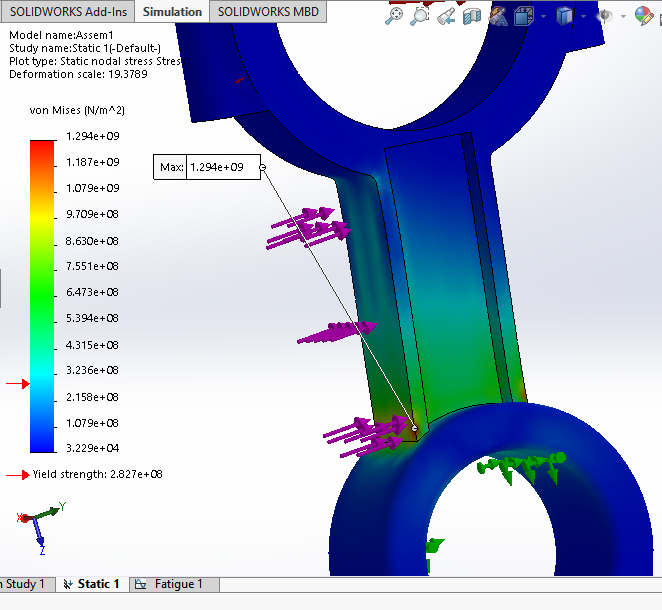 SOLIDWORKS Add-Ins
Simulation
SOLIDWORKS MBD
Model name:Assem1
Study name:Static 1(-Default-)
Plot type: Static nodal stress Stres
Deformation scale: 19.3789
von Mises (N/m^2)
1.294e+09
1.187e+09
1.079e+09
9.709e+08
8.630e+08
7.551e+08
6.473e+08
5.394e+08
4.315e+08
3.236e+08
2.158e+08
1.079e+08
3.229e+04
Max: 1.294e+09
Yield strength: 2.827e+08
X
Y
Z
n Study 1
Static 1
Fatigue 1